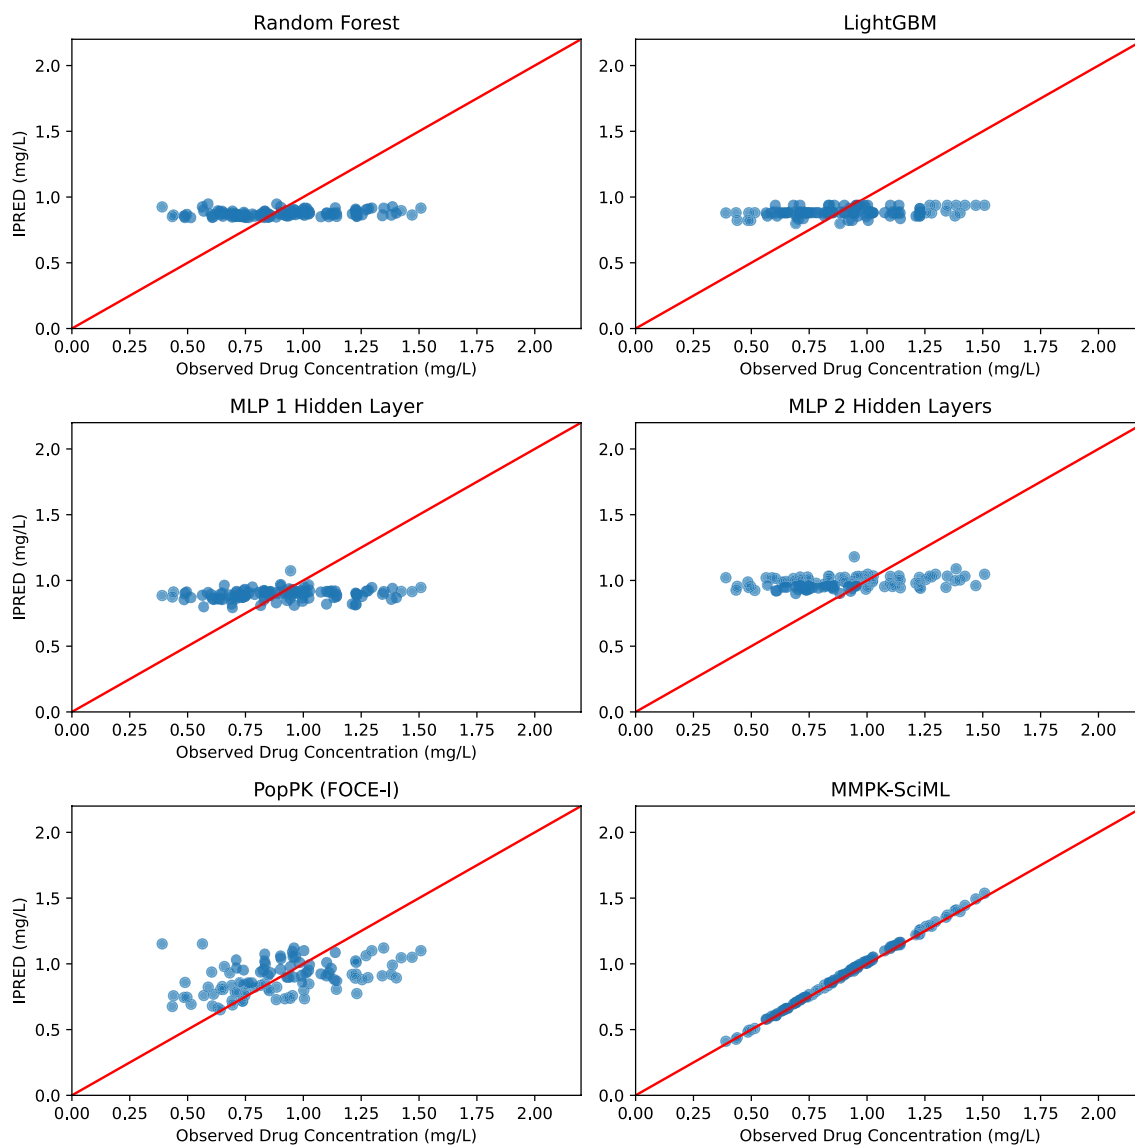 Random Forest
2.0
1.5
1.0
0.5
0.0
IPRED (mg/L)
0.00 0.25 0.50 0.75 1.00 1.25 1.50 1.75 2.00
Observed Drug Concentration (mg/L)
LightGBM
2.0
1.5
1.0
0.5
0.0
0.00 0.25 0.50 0.75 1.00 1.25 1.50 1.75 2.00
Observed Drug Concentration (mg/L)
MLP 1 Hidden Layer
2.0
1.5
1.0
0.5
0.0
IPRED (mg/L)
0.00 0.25 0.50 0.75 1.00 1.25 1.50 1.75 2.00
Observed Drug Concentration (mg/L)
MLP 2 Hidden Layers
2.0
1.5
1.0
0.5
0.0
0.00 0.25 0.50 0.75 1.00 1.25 1.50 1.75 2.00
PopPK (FOCE-I)
2.0
1.5
1.0
0.5
0.0
IPRED (mg/L)
0.00 0.25 0.50 0.75 1.00 1.25 1.50 1.75 2.00
Observed Drug Concentration (mg/L)
MMPK-SciML
2.0
1.5
1.0
0.5
0.0
0.00 0.25 0.50 0.75 1.00 1.25 1.50 1.75 2.00
Observed Drug Concentration (mg/L)